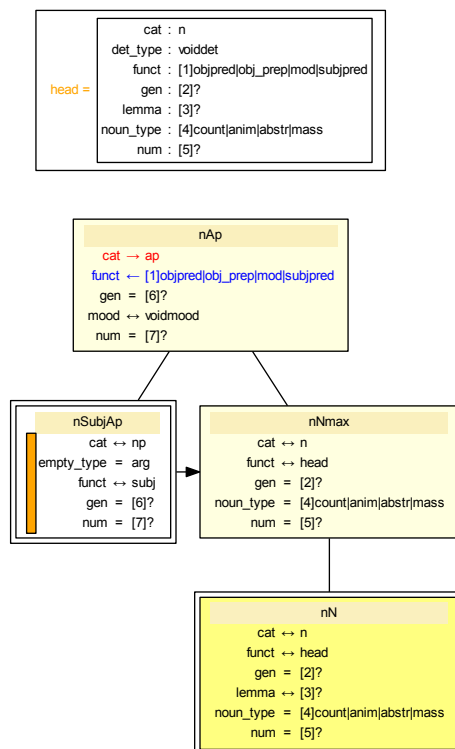 head =
cat : n
det_type : voiddet
funct : [1]objpred|obj_prep|mod|subjpred
gen : [2]?
lemma : [3]?
noun_type : [4]count|anim|abstr|mass
num : [5]?
nAp
cat → ap
funct ← [1]objpred|obj_prep|mod|subjpred
gen = [6]?
mood ↔ voidmood
num = [7]?
nSubjAp
cat ↔ np
empty_type = arg
funct ↔ subj
gen = [6]?
num = [7]?
nNmax
cat ↔ n
funct ↔ head
gen = [2]?
noun_type = [4]count|anim|abstr|mass
num = [5]?
nN
cat ↔ n
funct ↔ head
gen = [2]?
lemma ↔ [3]?
noun_type = [4]count|anim|abstr|mass
num = [5]?